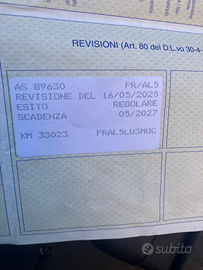 REVISIONI (Art. 80 del D.L.vo 30-4-
AS 89630 PR/AL5
REVISIONE DEL 16/05/2025
ESITO REGOLARE
SCADENZA 05/2027
KM 33023 PRAL5LU3MOC
subito